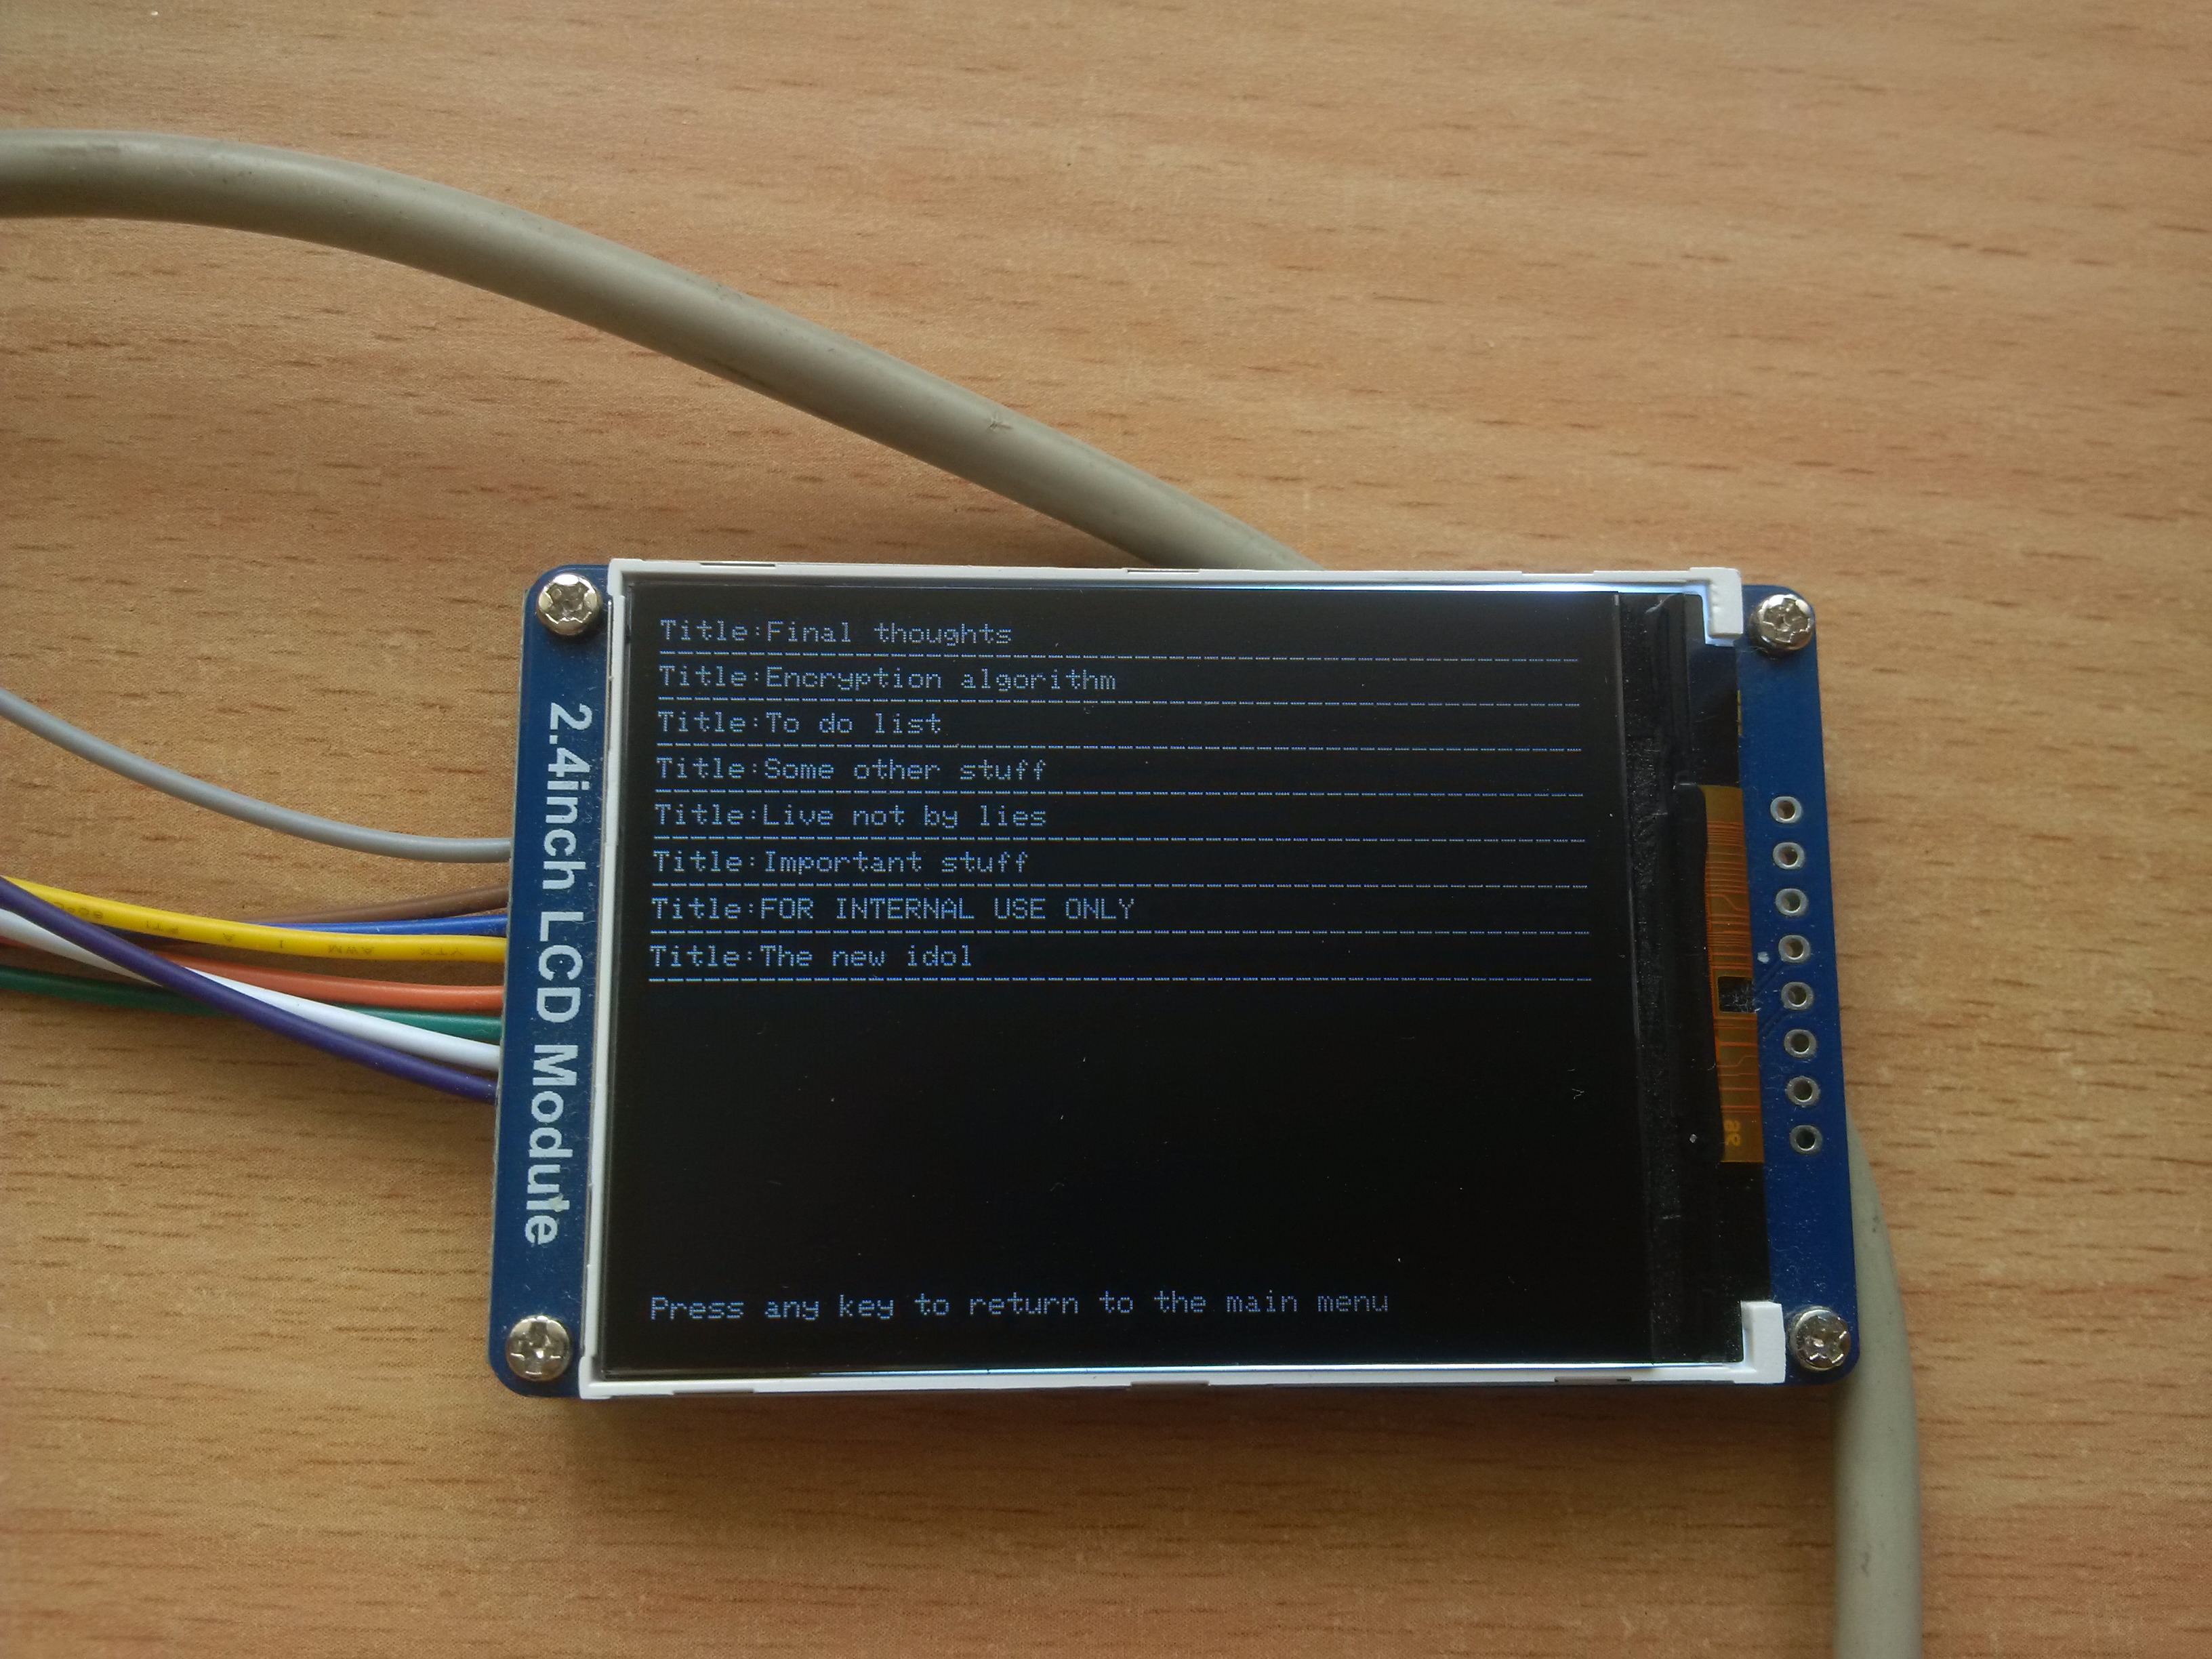 Title:Final thoughts
Title:Encryption algorithm
Title:To do list
Title:Some other stuff
Title:Live not by lies
Title:Important stuff
Title:FOR INTERNAL USE ONLY
Title:The new idol
Press any key to return to the main menu
2.4inch LCD Module